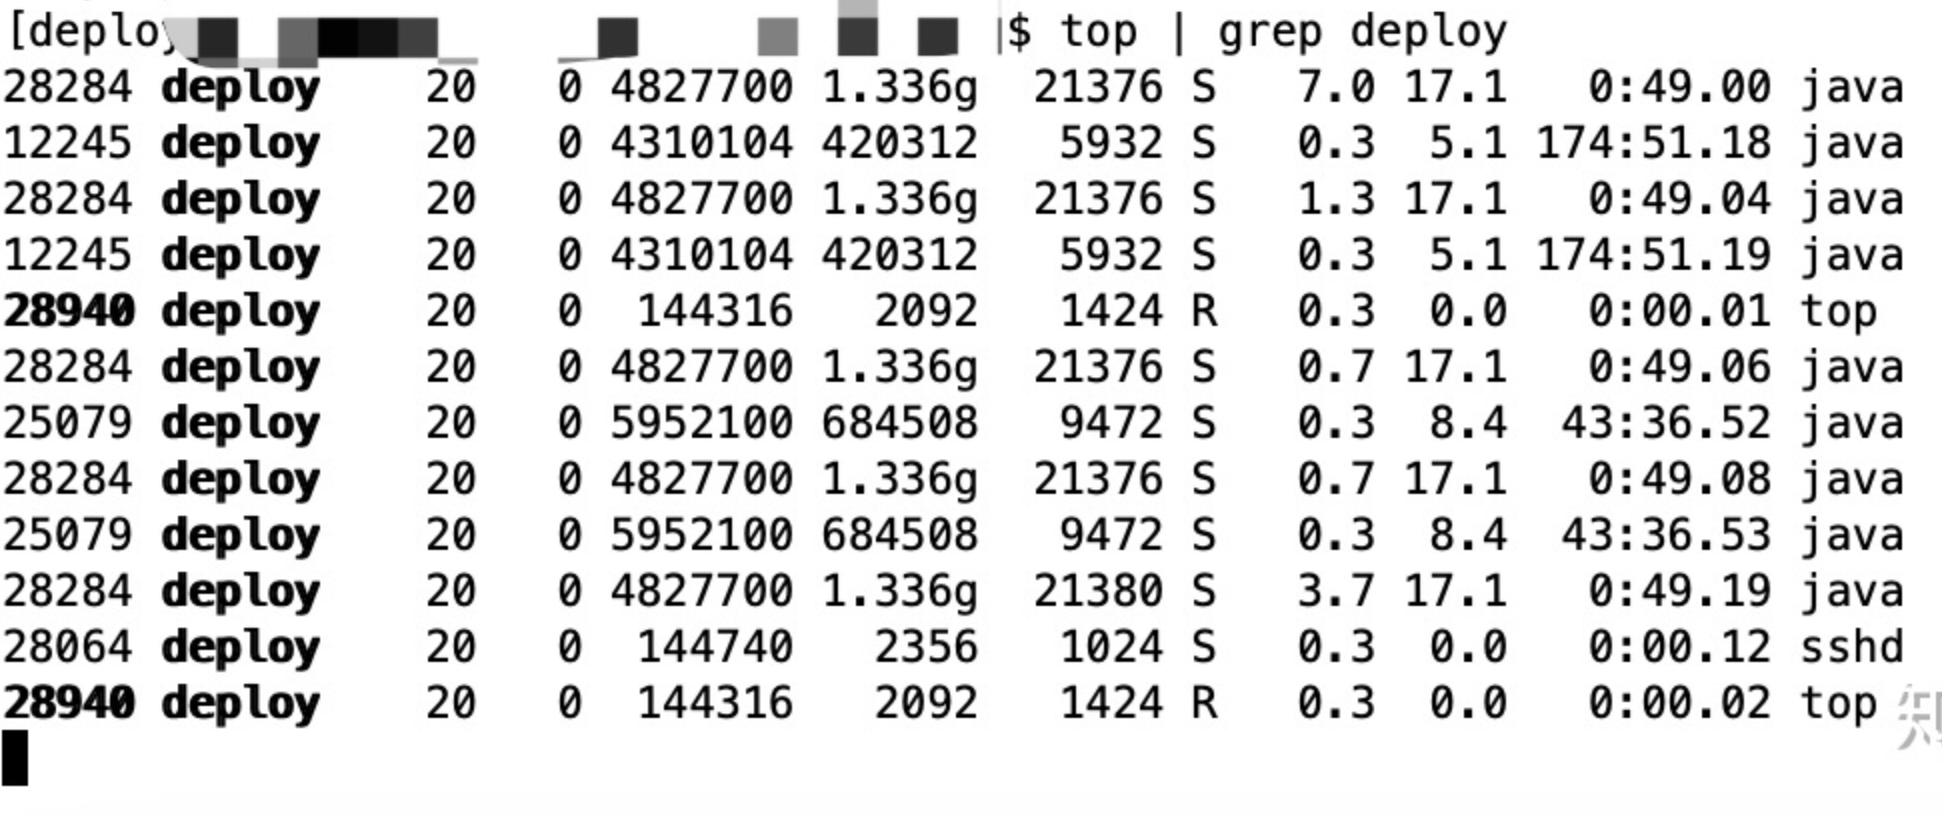 [deploy $ top | grep deploy
28284 deploy 20 0 4827700 1.336g 21376 S 7.0 17.1 0:49.00 java
12245 deploy 20 0 4310104 420312 5932 S 0.3 5.1 174:51.18 java
28284 deploy 20 0 4827700 1.336g 21376 S 1.3 17.1 0:49.04 java
12245 deploy 20 0 4310104 420312 5932 S 0.3 5.1 174:51.19 java
28940 deploy 20 0 144316 2092 1424 R 0.3 0.0 0:00.01 top
28284 deploy 20 0 4827700 1.336g 21376 S 0.7 17.1 0:49.06 java
25079 deploy 20 0 5952100 684508 9472 S 0.3 8.4 43:36.52 java
28284 deploy 20 0 4827700 1.336g 21376 S 0.7 17.1 0:49.08 java
25079 deploy 20 0 5952100 684508 9472 S 0.3 8.4 43:36.53 java
28284 deploy 20 0 4827700 1.336g 21380 S 3.7 17.1 0:49.19 java
28064 deploy 20 0 144740 2356 1024 S 0.3 0.0 0:00.12 sshd
28940 deploy 20 0 144316 2092 1424 R 0.3 0.0 0:00.02 top